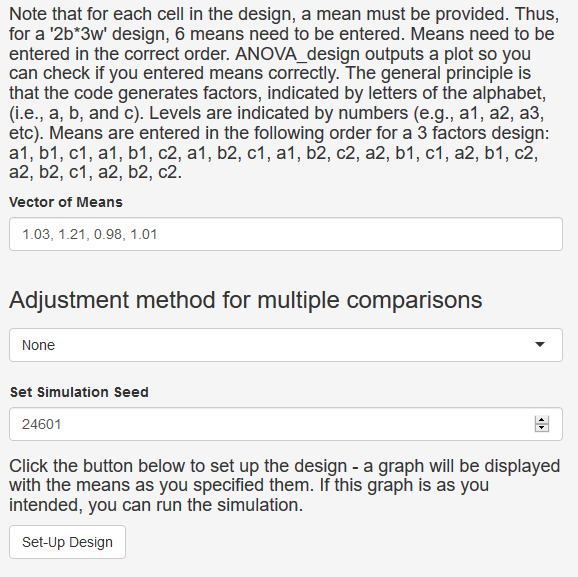 Note that for each cell in the design, a mean must be provided. Thus,
for a '2b*3w' design, 6 means need to be entered. Means need to be
entered in the correct order. ANOVA_design outputs a plot so you
can check if you entered means correctly. The general principle is
that the code generates factors, indicated by letters of the alphabet,
(i.e., a, b, and c). Levels are indicated by numbers (e.g., a1, a2, a3,
etc). Means are entered in the following order for a 3 factors design:
a1, b1, c1, a1, b1, c2, a1, b2, c1, a1, b2, c2, a2, b1, c1, a2, b1, c2,
a2, b2, c1, a2, b2, c2.
Vector of Means
1.03, 1.21, 0.98, 1.01
Adjustment method for multiple comparisons
None
Set Simulation Seed
24601
Click the button below to set up the design - a graph will be displayed
with the means as you specified them. If this graph is as you
intended, you can run the simulation.
Set-Up Design